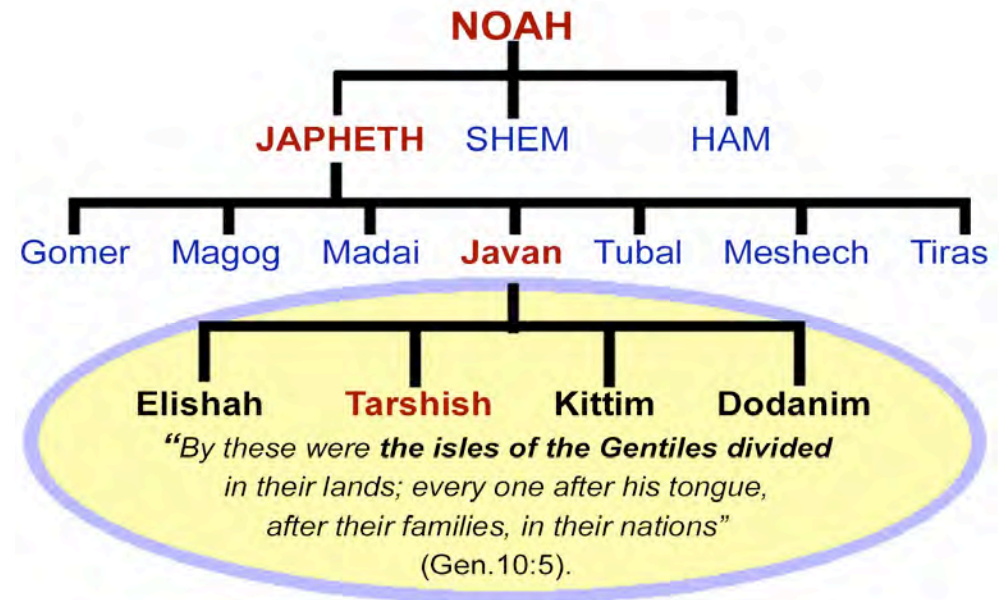 NOAH
JAPHETH SHEM HAM
Gomer Magog Madai Javan Tubal Meshech Tiras
Elishah Tarshish Kittim Dodanim
“By these were the isles of the Gentiles divided
in their lands; every one after his tongue,
after their families, in their nations”
(Gen.10:5).